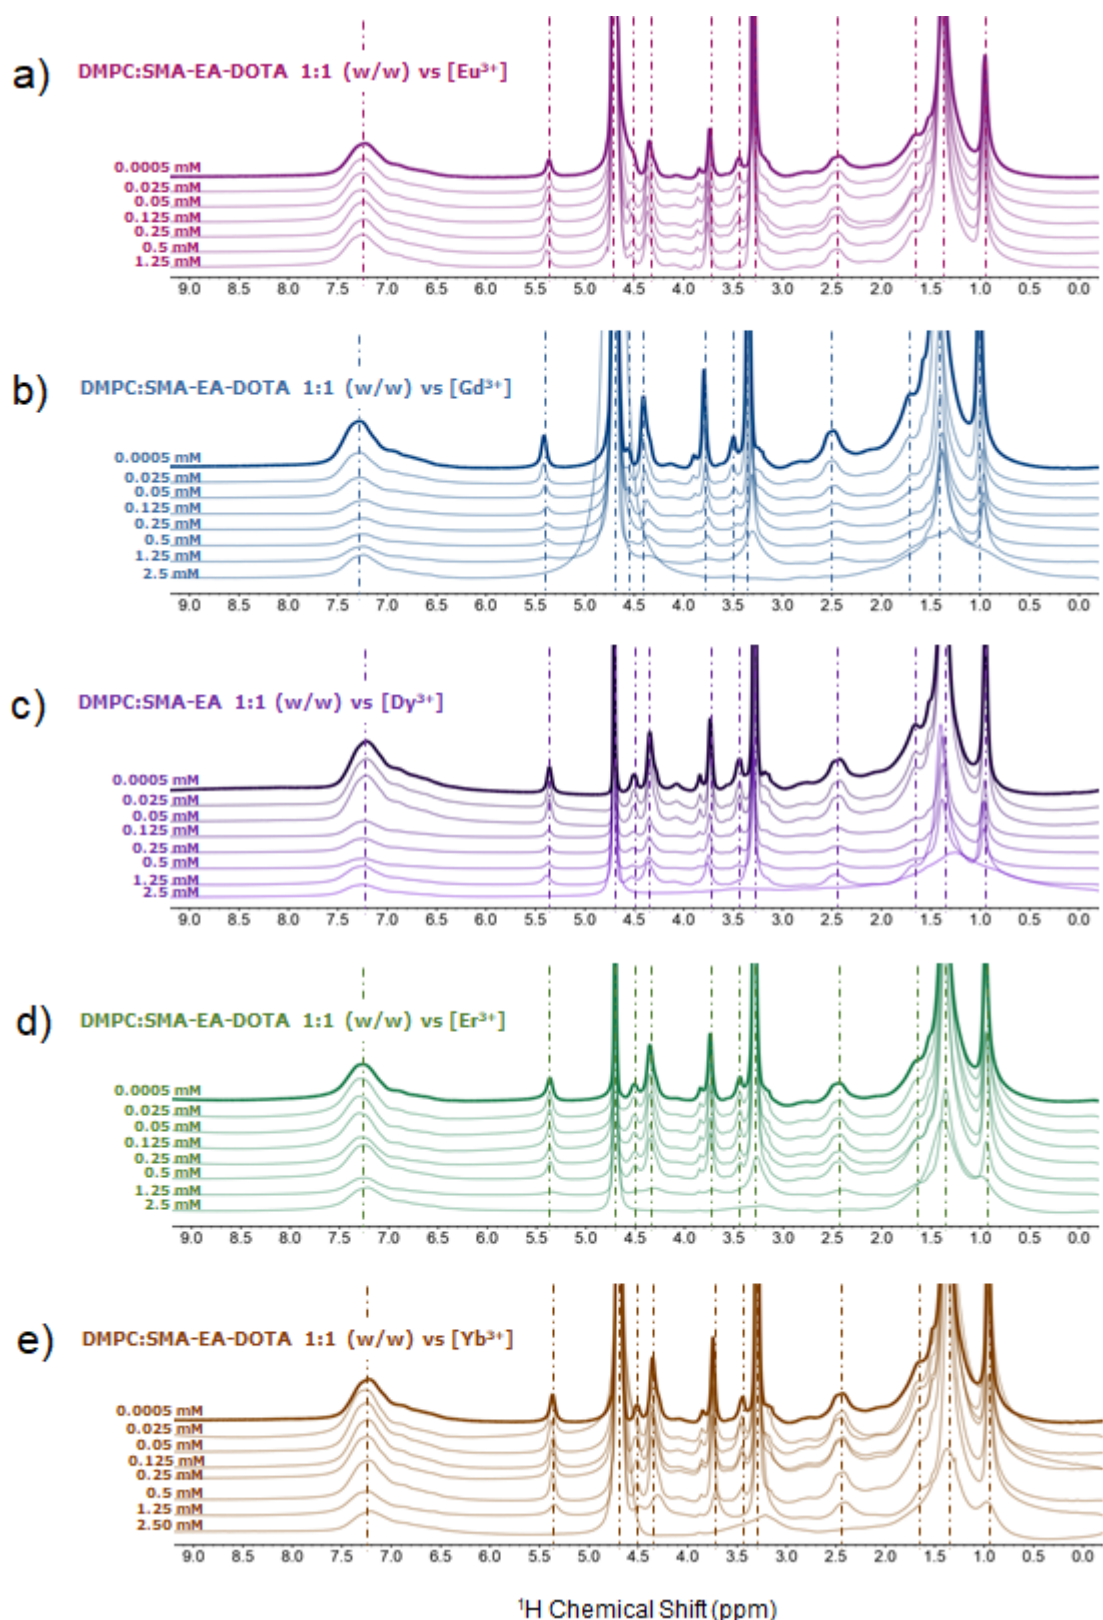 a) DMPC:SMA-EA-DOTA 1:1 (w/w) vs [Eu³⁺]
0.0005 mM
0.025 mM
0.05 mM
0.125 mM
0.25 mM
0.5 mM
1.25 mM
9.0 8.5 8.0 7.5 7.0 6.5 6.0 5.5 5.0 4.5 4.0 3.5 3.0 2.5 2.0 1.5 1.0 0.5 0.0
b) DMPC:SMA-EA-DOTA 1:1 (w/w) vs [Gd³⁺]
0.0005 mM
0.025 mM
0.05 mM
0.125 mM
0.25 mM
0.5 mM
1.25 mM
2.5 mM
9.0 8.5 8.0 7.5 7.0 6.5 6.0 5.5 5.0 4.5 4.0 3.5 3.0 2.5 2.0 1.5 1.0 0.5 0.0
c) DMPC:SMA-EA 1:1 (w/w) vs [Dy³⁺]
0.0005 mM
0.025 mM
0.05 mM
0.125 mM
0.25 mM
0.5 mM
1.25 mM
2.5 mM
9.0 8.5 8.0 7.5 7.0 6.5 6.0 5.5 5.0 4.5 4.0 3.5 3.0 2.5 2.0 1.5 1.0 0.5 0.0
d) DMPC:SMA-EA-DOTA 1:1 (w/w) vs [Er³⁺]
0.0005 mM
0.025 mM
0.05 mM
0.125 mM
0.25 mM
0.5 mM
1.25 mM
2.5 mM
9.0 8.5 8.0 7.5 7.0 6.5 6.0 5.5 5.0 4.5 4.0 3.5 3.0 2.5 2.0 1.5 1.0 0.5 0.0
e) DMPC:SMA-EA-DOTA 1:1 (w/w) vs [Yb³⁺]
0.0005 mM
0.025 mM
0.05 mM
0.125 mM
0.25 mM
0.5 mM
1.25 mM
2.50 mM
9.0 8.5 8.0 7.5 7.0 6.5 6.0 5.5 5.0 4.5 4.0 3.5 3.0 2.5 2.0 1.5 1.0 0.5 0.0
¹H Chemical Shift (ppm)